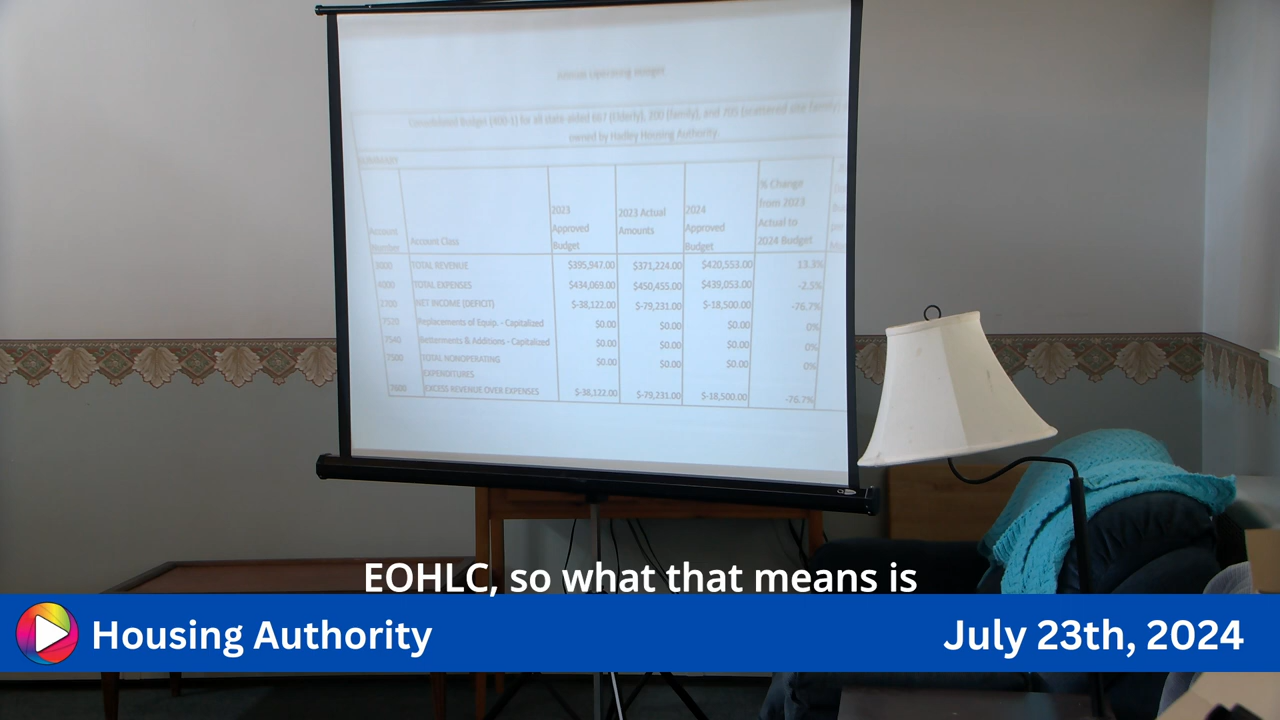 Annual Operating Budget
Consolidated Budget (400-1) for all state-aided 667 (Elderly), 200 (family), and 705 (scattered site family)
owned by Hadley Housing Authority.
SUMMARY
Account Number Account Class 2023 Approved Budget 2023 Actual Amounts 2024 Approved Budget % Change from 2023 Actual to 2024 Budget
3000 TOTAL REVENUE $395,947.00 $371,224.00 $420,553.00 13.3%
4000 TOTAL EXPENSES $434,069.00 $450,455.00 $439,053.00 -2.5%
2700 NET INCOME (DEFICIT) $-38,122.00 $-79,231.00 $-18,500.00 -76.7%
7520 Replacements of Equip. - Capitalized $0.00 $0.00 $0.00 0%
7540 Betterments & Additions - Capitalized $0.00 $0.00 $0.00 0%
7500 TOTAL NONOPERATING EXPENDITURES $0.00 $0.00 $0.00 0%
7600 EXCESS REVENUE OVER EXPENSES $-38,122.00 $-79,231.00 $-18,500.00 -76.7%
EOHLC, so what that means is
Housing Authority
July 23th, 2024